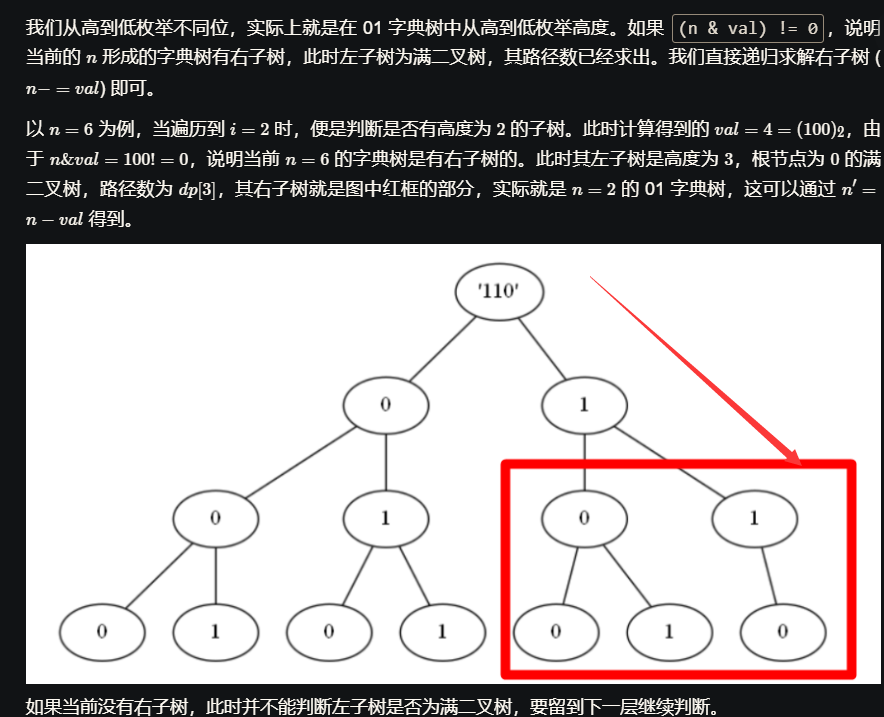 我们从高到低枚举不同位，实际上就是在 01 字典树中从高到低枚举高度。如果 (n & val) != 0，说明
当前的 n 形成的字典树有右子树，此时左子树为满二叉树，其路径数已经求出。我们直接递归求解右子树 (
n− = val) 即可。
以 n = 6 为例，当遍历到 i = 2 时，便是判断是否有高度为 2 的子树。此时计算得到的 val = 4 = (100)₂，由
于 n&val = 100! = 0，说明当前 n = 6 的字典树是有右子树的。此时其左子树是高度为 3，根节点为 0 的满
二叉树，路径数为 dp[3]，其右子树就是图中红框的部分，实际就是 n = 2 的 01 字典树，这可以通过 n′ =
n − val 得到。
'110'
0 1
0 1 0 1
0 1 0 1 0 1 0
如果当前没有右子树，此时并不能判断左子树是否为满二叉树，要留到下一层继续判断。